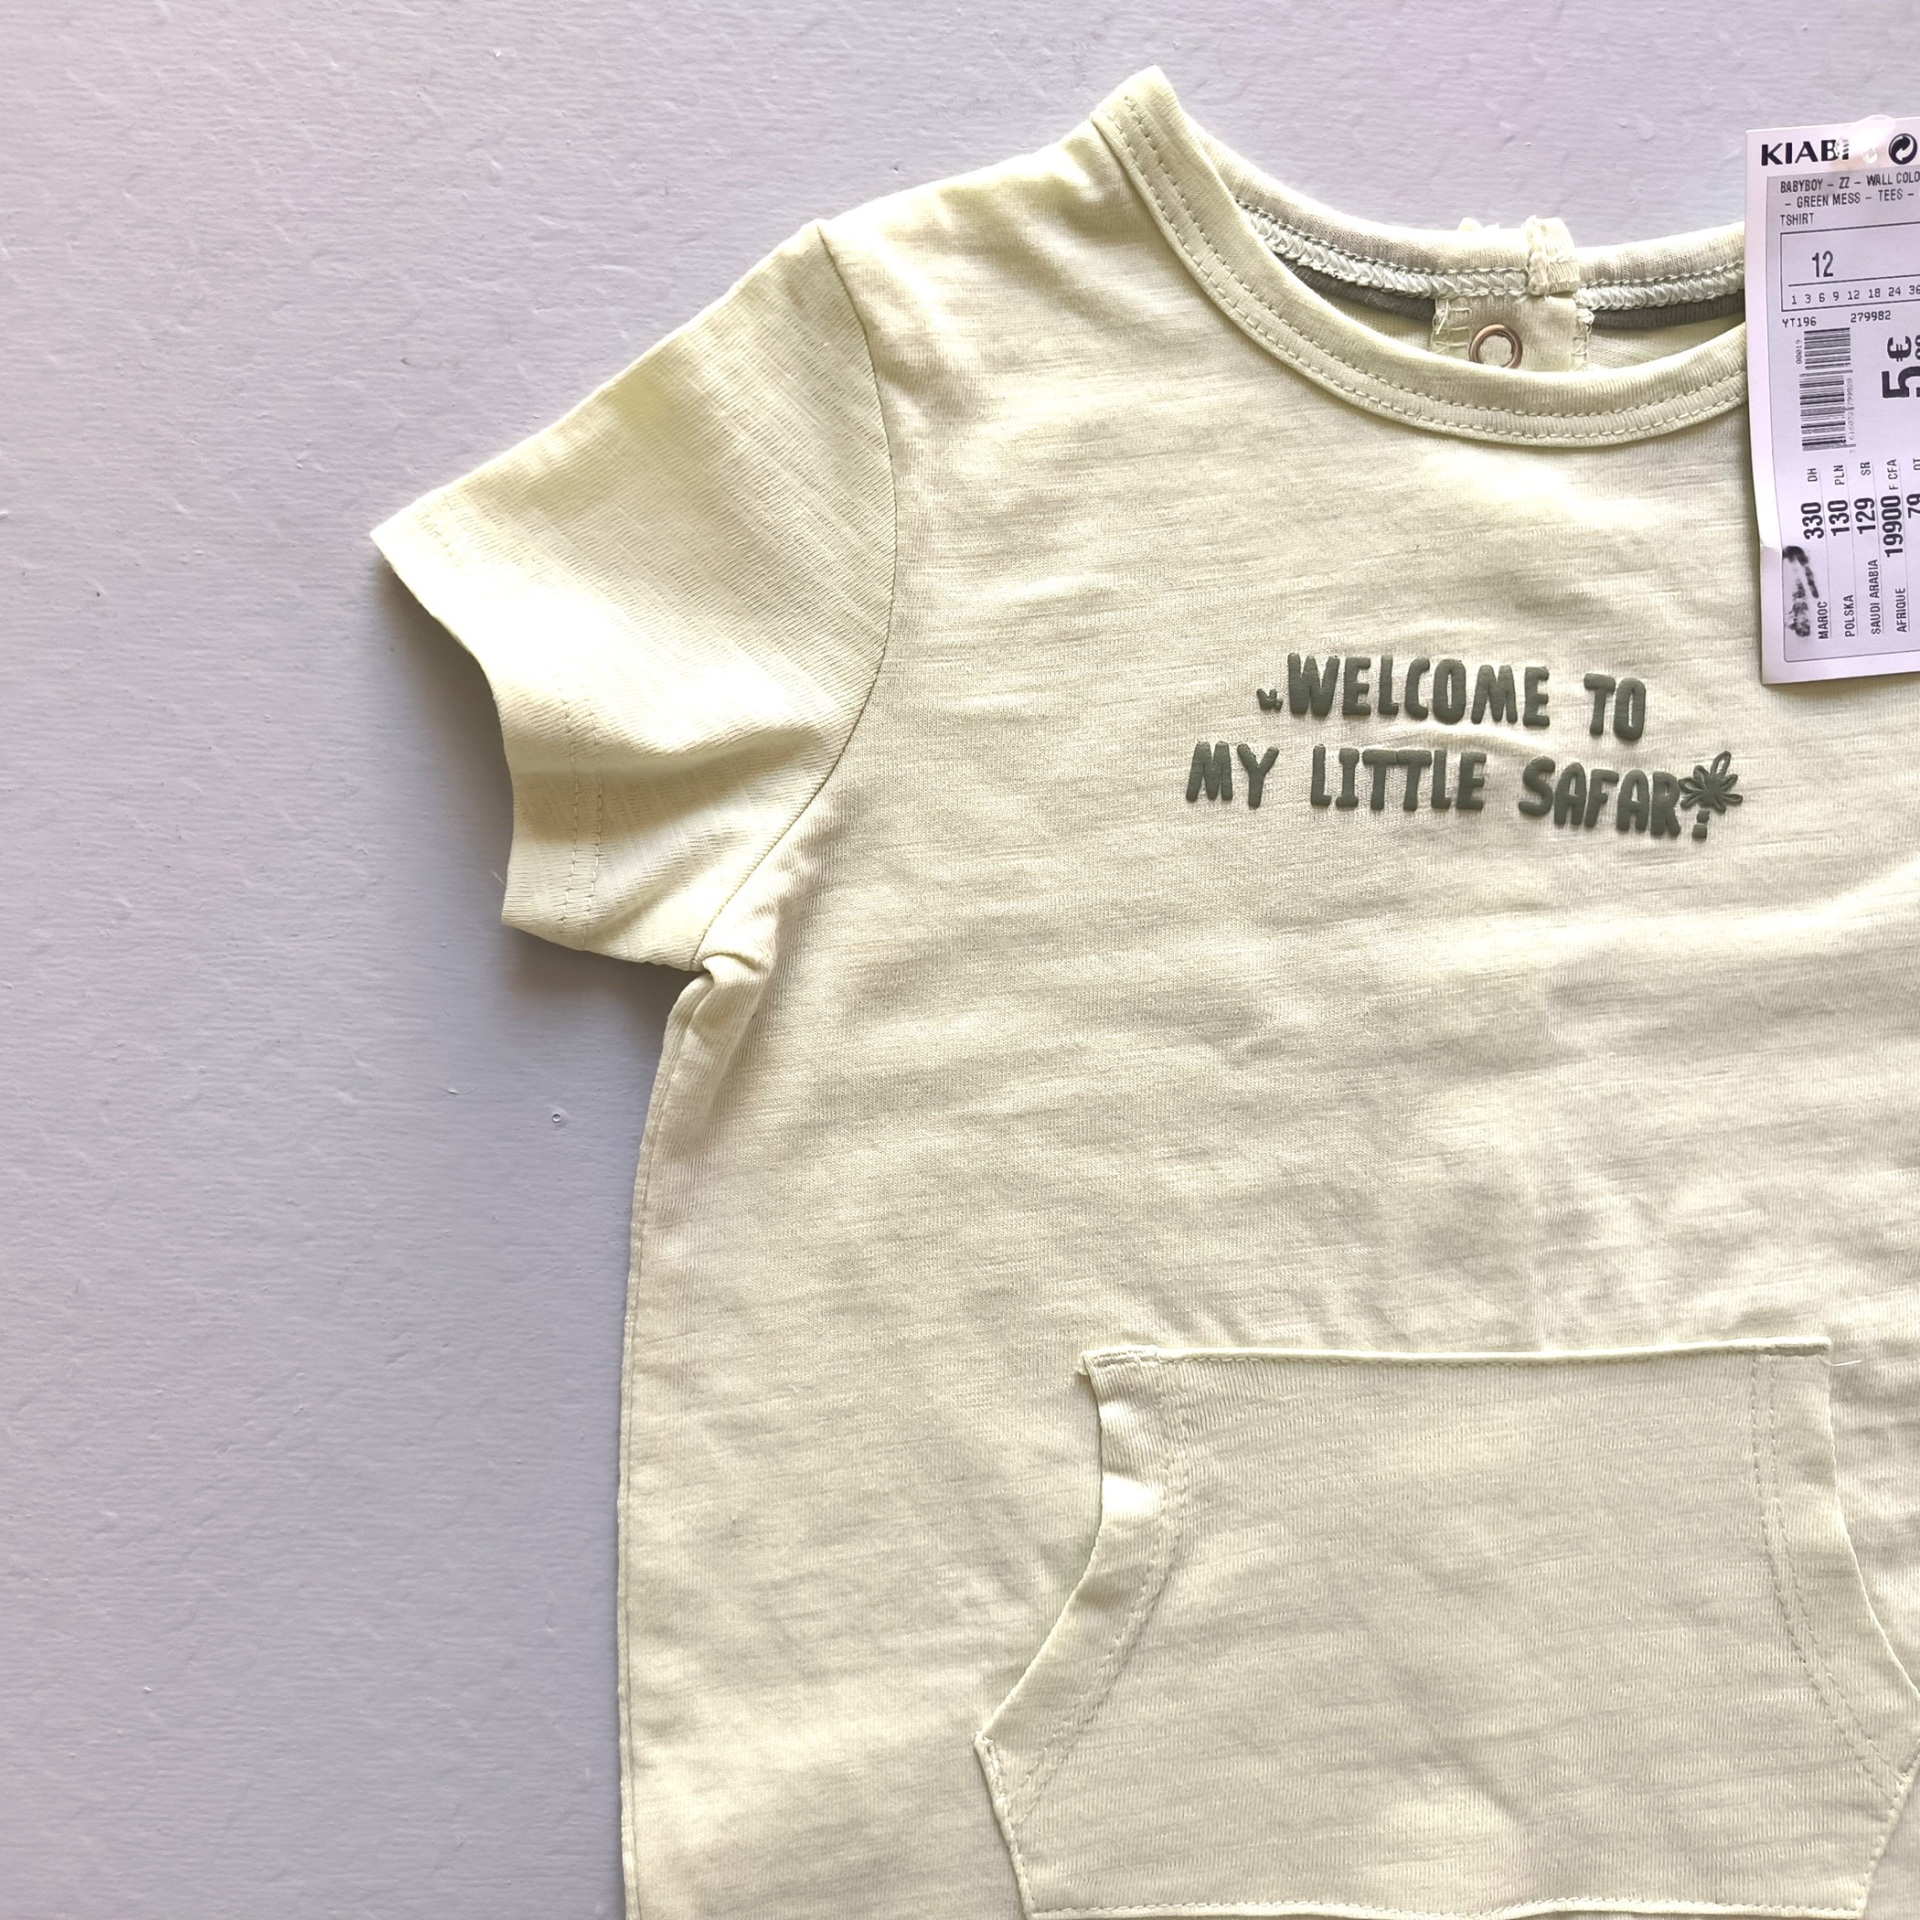 KIABI
BABYBOY - ZZ - WALL COLO
- GREEN MESS - TEES -
TSHIRT
12
1 3 6 9 12 18 24 36
YT196 279982
5€
330 DH
MAROC
130 PLN
POLSKA
129 SR
SAUDI ARABIA
19900 F CFA
AFRIQUE
79 DT
WELCOME TO
MY LITTLE SAFARI